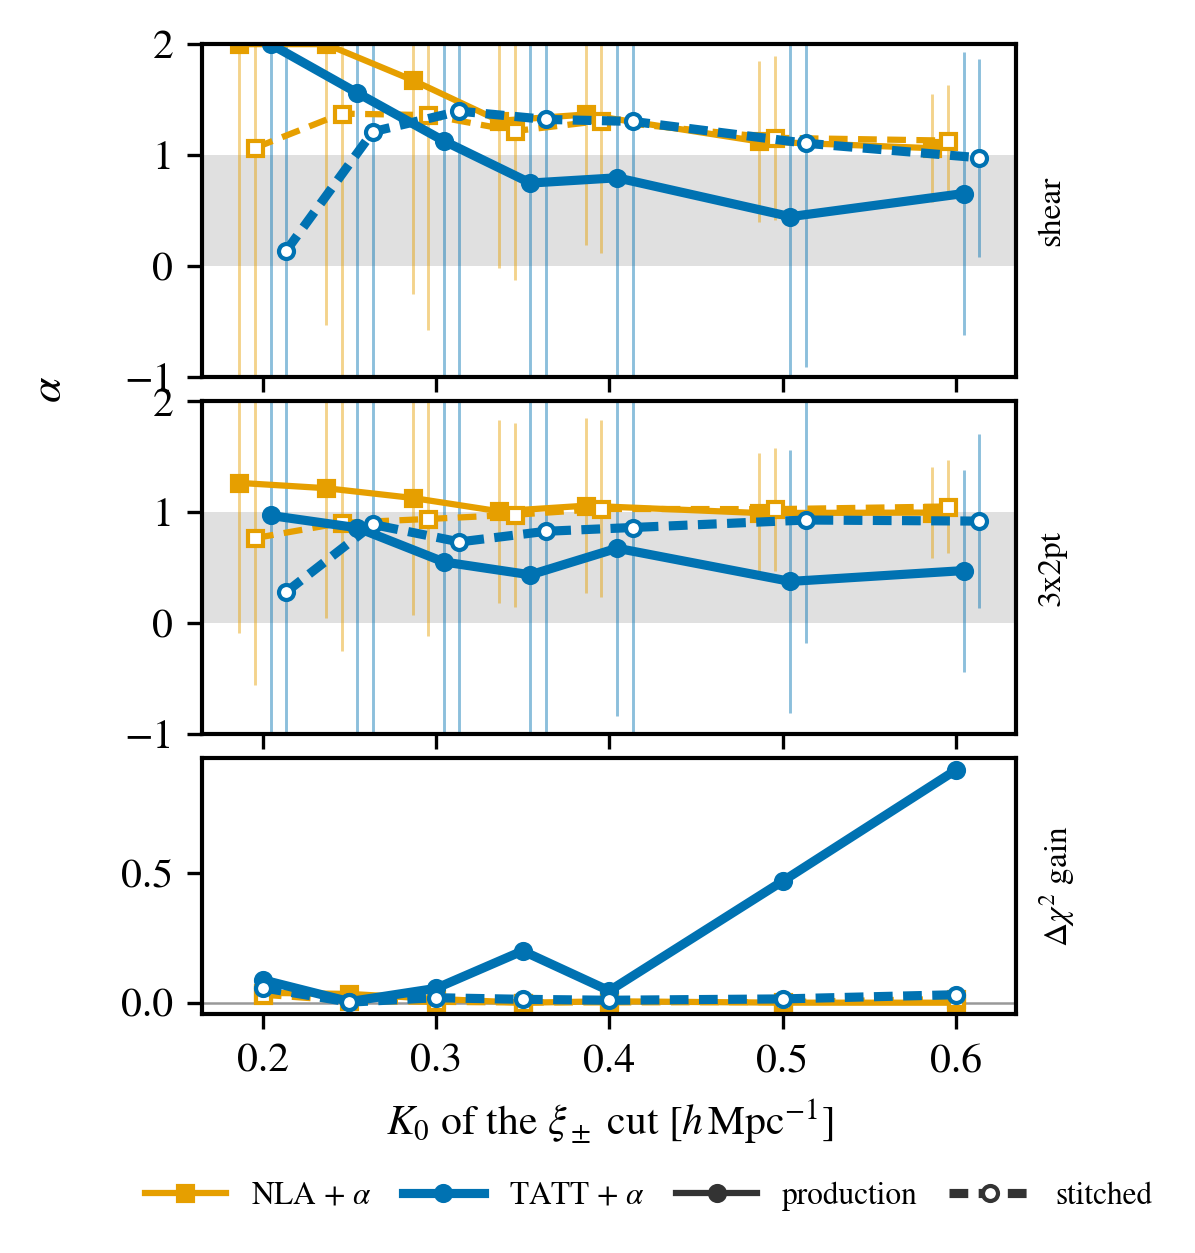 2
1
0
−1
shear
α
2
1
0
−1
3x2pt
0.5
0.0
Δχ² gain
0.2 0.3 0.4 0.5 0.6
K₀ of the ξ± cut [h Mpc⁻¹]
NLA + α TATT + α production stitched